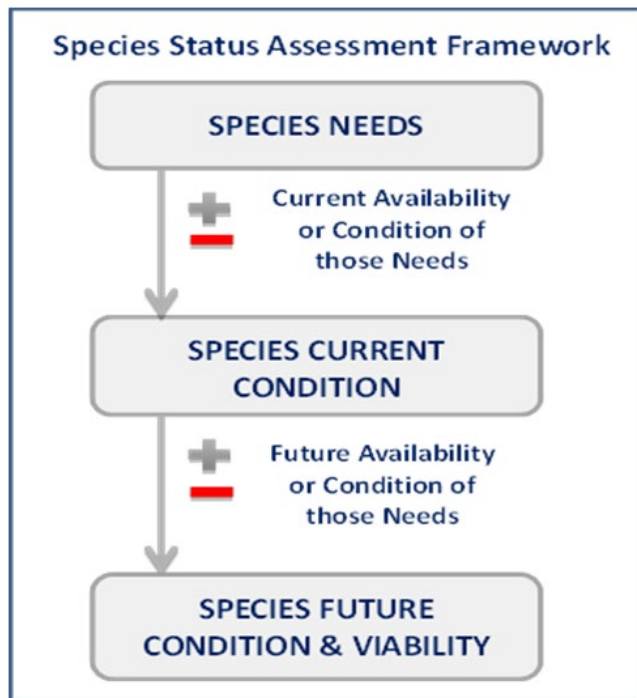 Species Status Assessment Framework
SPECIES NEEDS
Current Availability
or Condition of
those Needs
SPECIES CURRENT
CONDITION
Future Availability
or Condition of
those Needs
SPECIES FUTURE
CONDITION & VIABILITY